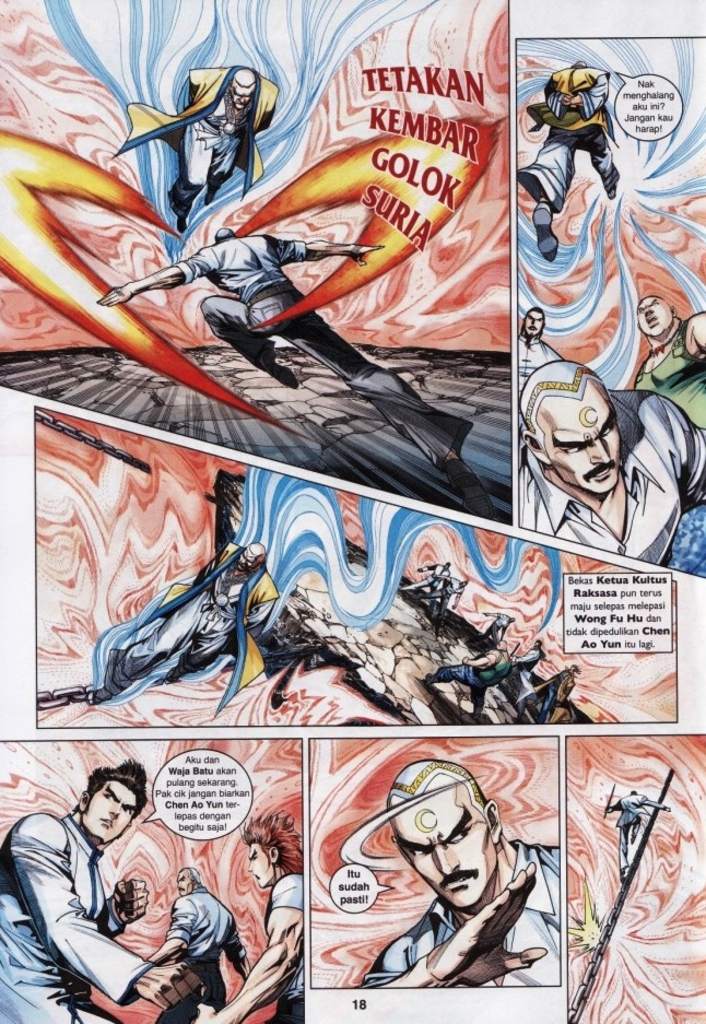 TETAKAN
KEMBAR
GOLOK
SURIA
Nak
menghalang
aku ini?
Jangan kau
harap!
Bekas Ketua Kultus
Raksasa pun terus
maju selepas melepasi
Wong Fu Hu dan
tidak dipedulikan Chen
Ao Yun itu lagi.
Aku dan
Waja Batu akan
pulang sekarang.
Pak cik jangan biarkan
Chen Ao Yun ter-
lepas dengan
begitu saja!
Itu
sudah
pasti!
18